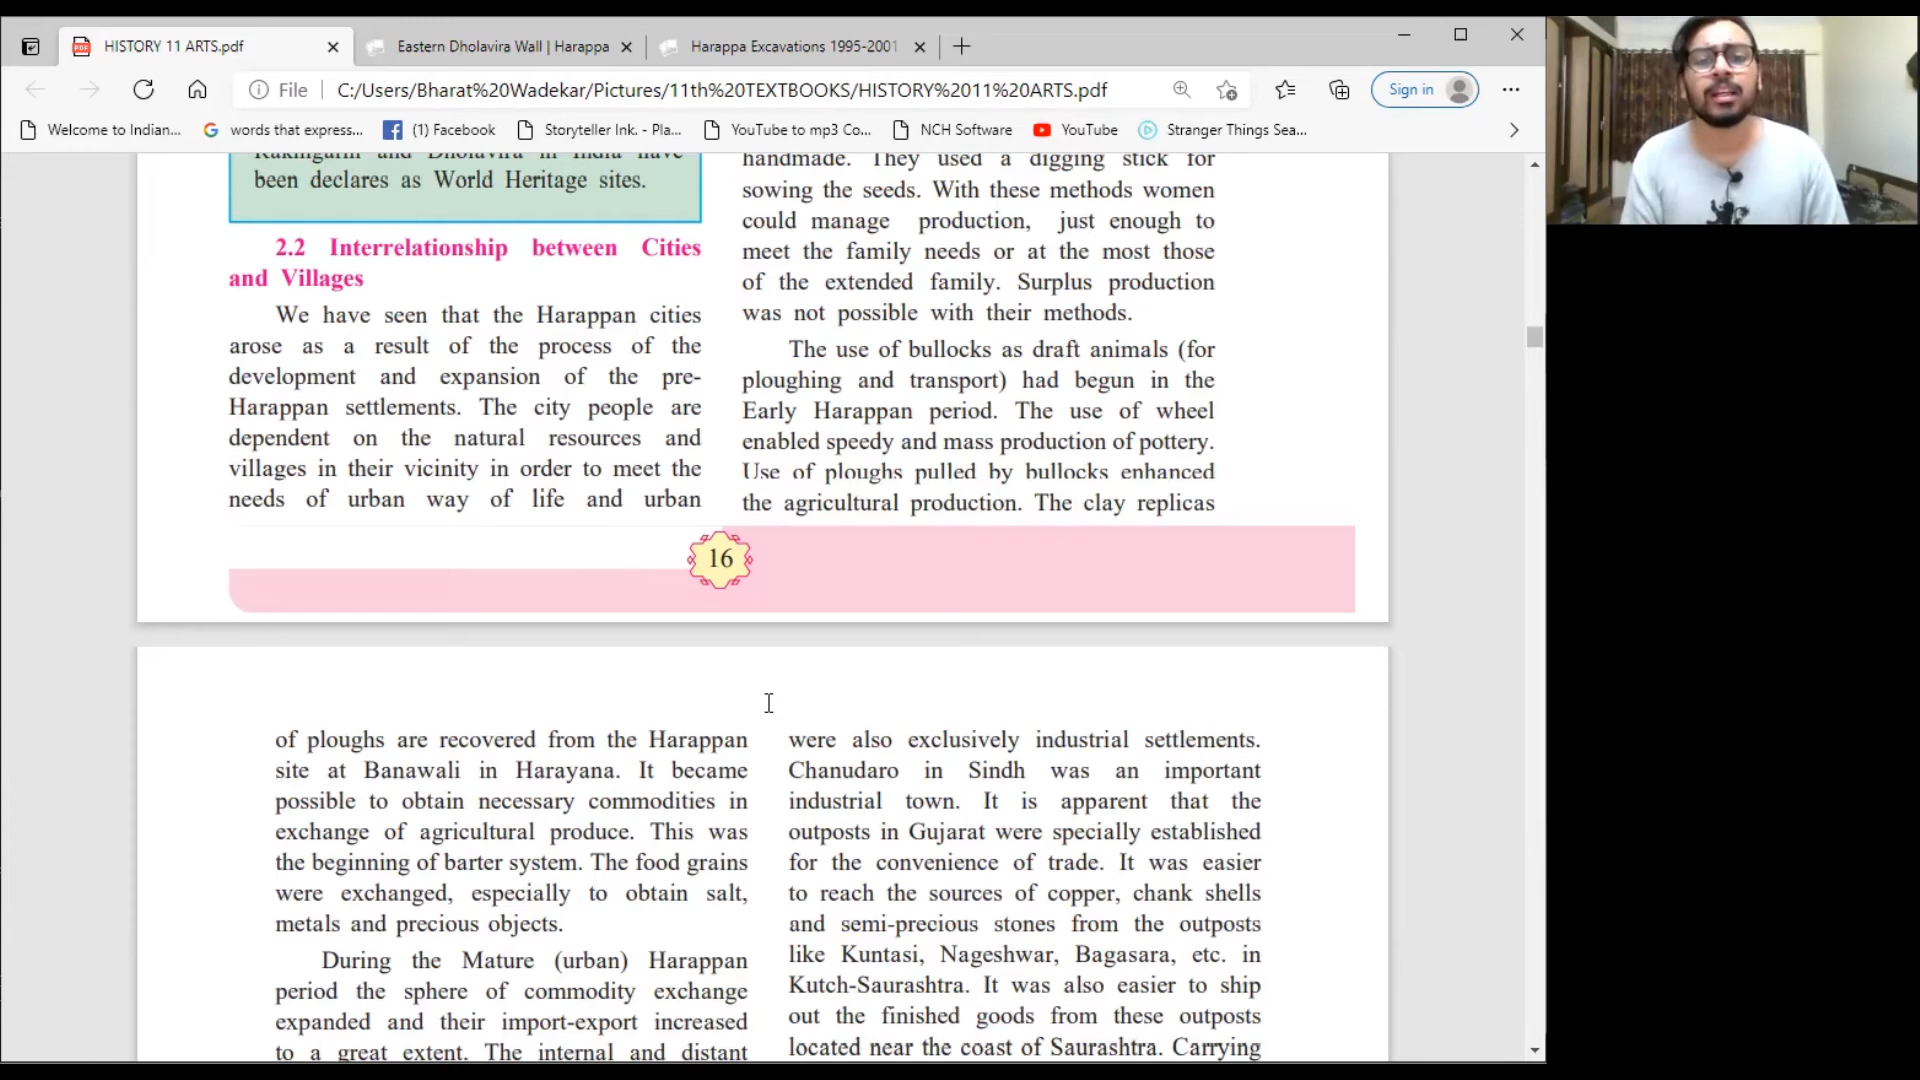 HISTORY 11 ARTS.pdf
Eastern Dholavira Wall | Harappa
Harappa Excavations 1995-2001
File
C:/Users/Bharat%20Wadekar/Pictures/11th%20TEXTBOOKS/HISTORY%2011%20ARTS.pdf
Sign in
Welcome to Indian...
words that express...
(1) Facebook
Storyteller Ink. - Pla...
YouTube to mp3 Co...
NCH Software
YouTube
Stranger Things Sea...
Rakhigarhi and Dholavira in India have
been declares as World Heritage sites.
2.2 Interrelationship between Cities
and Villages
We have seen that the Harappan cities
arose as a result of the process of the
development and expansion of the pre-
Harappan settlements. The city people are
dependent on the natural resources and
villages in their vicinity in order to meet the
needs of urban way of life and urban
handmade. They used a digging stick for
sowing the seeds. With these methods women
could manage production, just enough to
meet the family needs or at the most those
of the extended family. Surplus production
was not possible with their methods.
The use of bullocks as draft animals (for
ploughing and transport) had begun in the
Early Harappan period. The use of wheel
enabled speedy and mass production of pottery.
Use of ploughs pulled by bullocks enhanced
the agricultural production. The clay replicas
16
of ploughs are recovered from the Harappan
site at Banawali in Harayana. It became
possible to obtain necessary commodities in
exchange of agricultural produce. This was
the beginning of barter system. The food grains
were exchanged, especially to obtain salt,
metals and precious objects.
During the Mature (urban) Harappan
period the sphere of commodity exchange
expanded and their import-export increased
to a great extent. The internal and distant
were also exclusively industrial settlements.
Chanudaro in Sindh was an important
industrial town. It is apparent that the
outposts in Gujarat were specially established
for the convenience of trade. It was easier
to reach the sources of copper, chank shells
and semi-precious stones from the outposts
like Kuntasi, Nageshwar, Bagasara, etc. in
Kutch-Saurashtra. It was also easier to ship
out the finished goods from these outposts
located near the coast of Saurashtra. Carrying